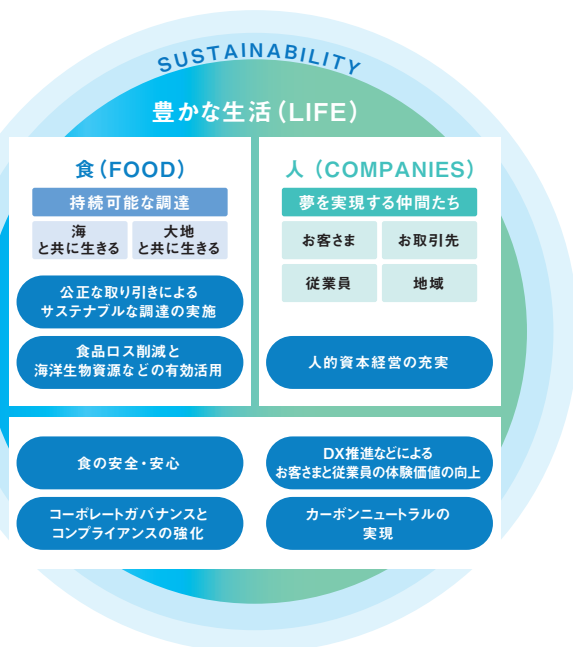 SUSTAINABILITY
豊かな生活(LIFE)
食(FOOD)
持続可能な調達
海
と共に生きる
大地
と共に生きる
公正な取り引きによる
サステナブルな調達の実施
食品ロス削減と
海洋生物資源などの有効活用
人(COMPANIES)
夢を実現する仲間たち
お客さま
お取引先
従業員
地域
人的資本経営の充実
食の安全・安心
DX推進などによる
お客さまと従業員の体験価値の向上
コーポレートガバナンスと
コンプライアンスの強化
カーボンニュートラルの
実現